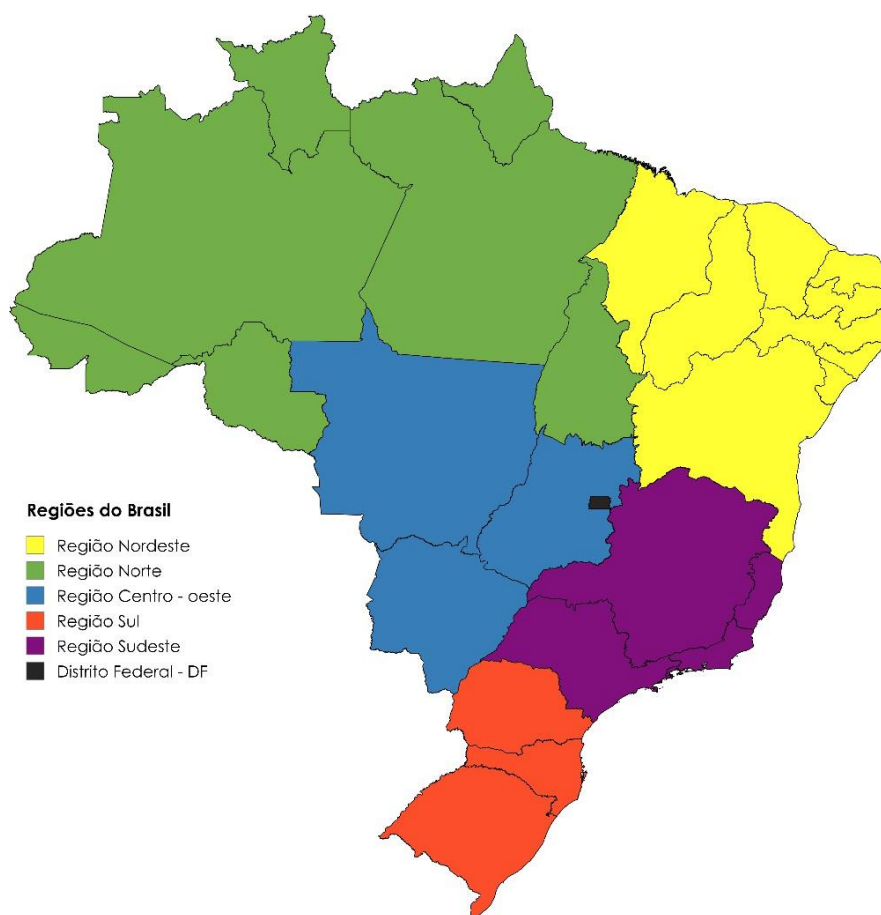 Regiões do Brasil
Região Nordeste
Região Norte
Região Centro - oeste
Região Sul
Região Sudeste
Distrito Federal - DF